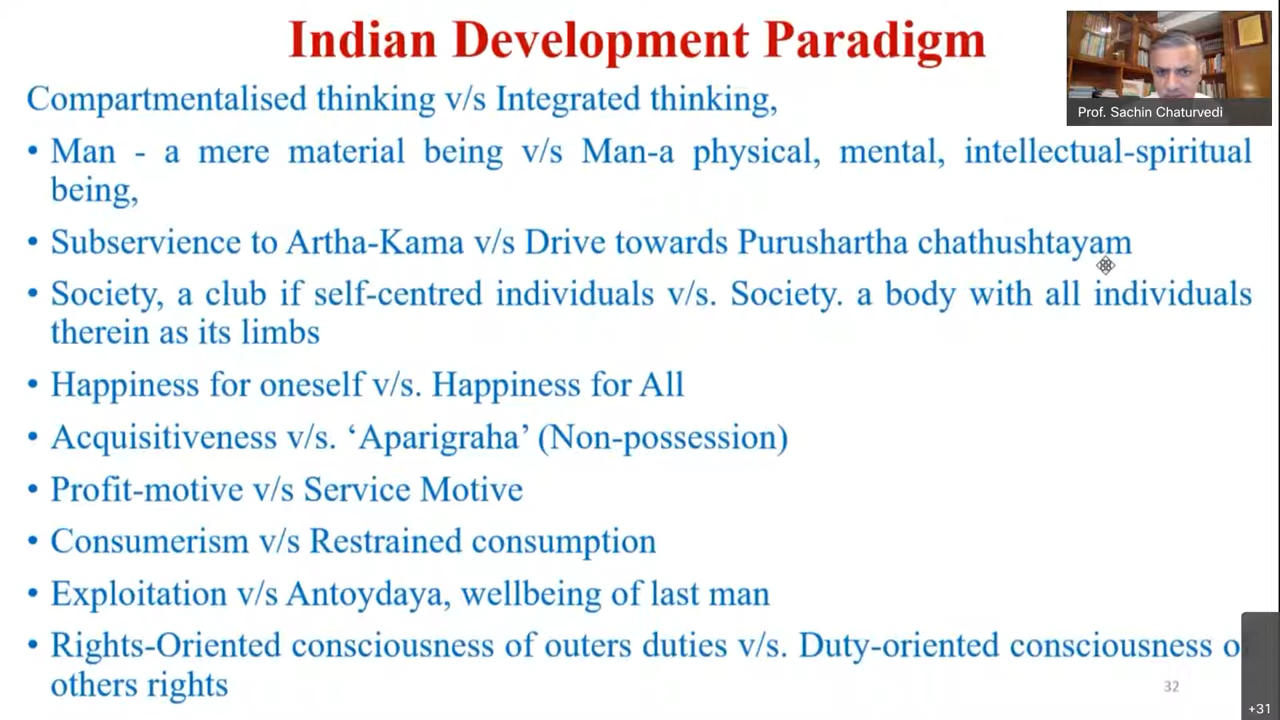 Indian Development Paradigm
Prof. Sachin Chaturvedi
Compartmentalised thinking v/s Integrated thinking,
• Man - a mere material being v/s Man-a physical, mental, intellectual-spiritual
being,
• Subservience to Artha-Kama v/s Drive towards Purushartha chathushtayam
• Society, a club if self-centred individuals v/s. Society. a body with all individuals
therein as its limbs
• Happiness for oneself v/s. Happiness for All
• Acquisitiveness v/s. ‘Aparigraha’ (Non-possession)
• Profit-motive v/s Service Motive
• Consumerism v/s Restrained consumption
• Exploitation v/s Antoydaya, wellbeing of last man
• Rights-Oriented consciousness of outers duties v/s. Duty-oriented consciousness
others rights
32
+31